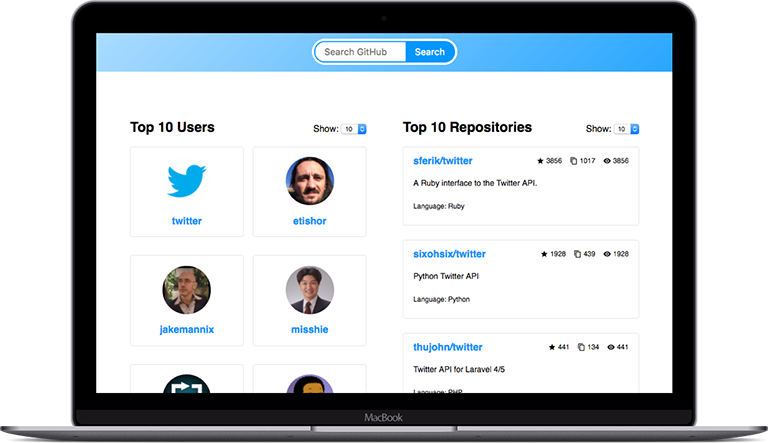 Search GitHub
Search
Top 10 Users
Show: 10
twitter
etishor
jakemannix
misshie
Top 10 Repositories
Show: 10
sferik/twitter
3856 1017 3856
A Ruby interface to the Twitter API.
Language: Ruby
sixohsix/twitter
1928 439 1928
Python Twitter API
Language: Python
thujohn/twitter
441 134 441
Twitter API for Laravel 4/5
Language: PHP
MacBook